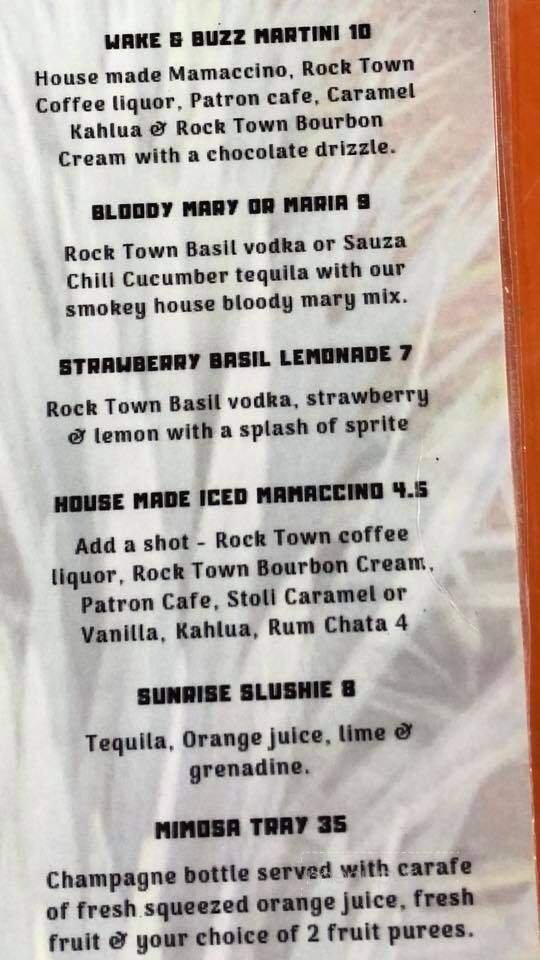 WAKE & BUZZ MARTINI 10
House made Mamaccino, Rock Town
Coffee liquor, Patron cafe, Caramel
Kahlua & Rock Town Bourbon
Cream with a chocolate drizzle.
BLOODY MARY OR MARIA 9
Rock Town Basil vodka or Sauza
Chili Cucumber tequila with our
smokey house bloody mary mix.
STRAWBERRY BASIL LEMONADE 7
Rock Town Basil vodka, strawberry
& lemon with a splash of sprite
HOUSE MADE ICED MAMACCINO 4.5
Add a shot - Rock Town coffee
liquor, Rock Town Bourbon Cream,
Patron Cafe, Stoli Caramel or
Vanilla, Kahlua, Rum Chata 4
SUNRISE SLUSHIE 8
Tequila, Orange juice, lime &
grenadine.
MIMOSA TRAY 35
Champagne bottle served with carafe
of fresh squeezed orange juice, fresh
fruit & your choice of 2 fruit purees.